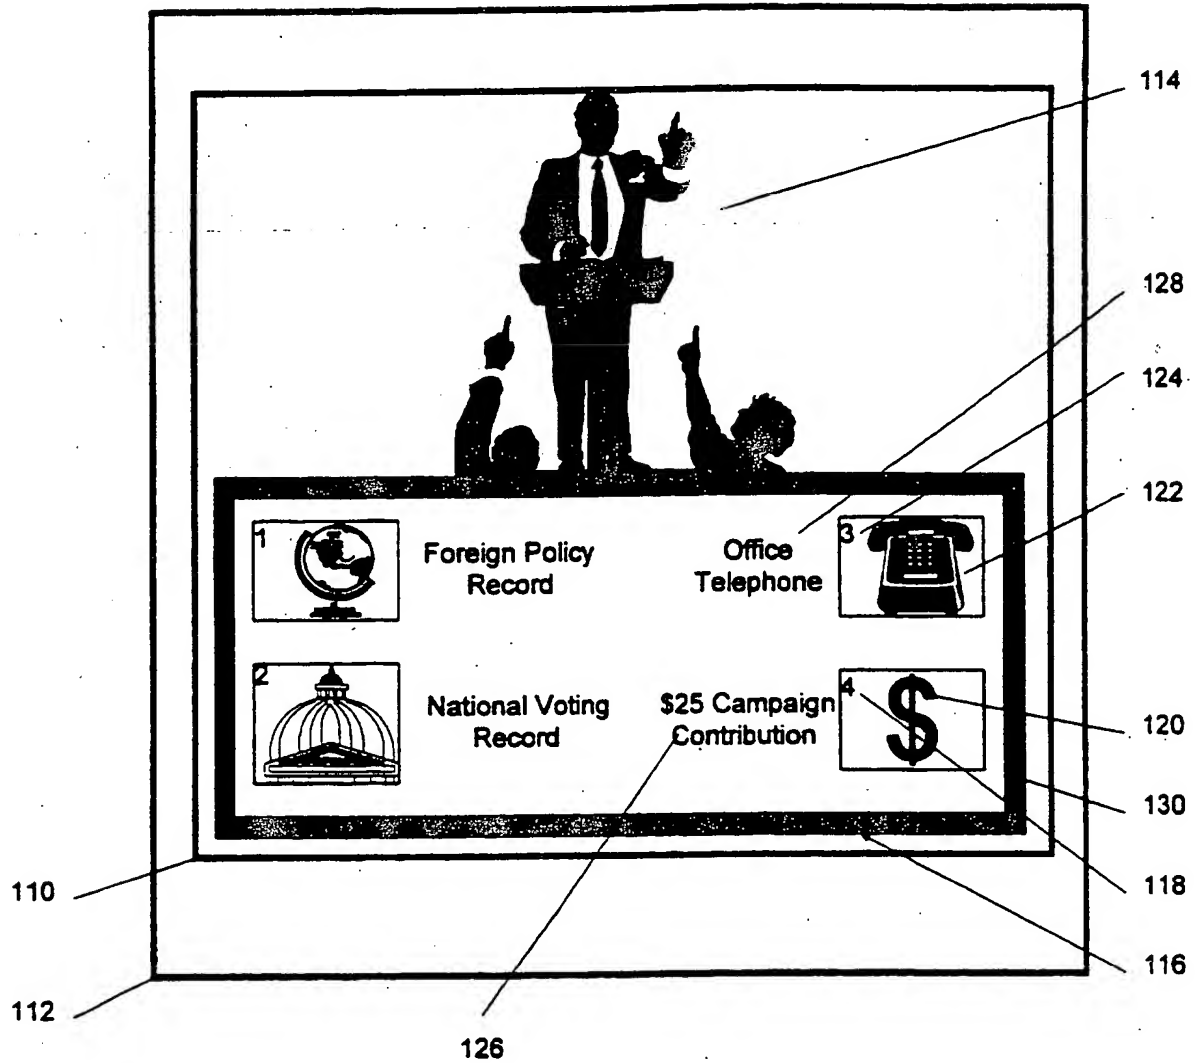 114
128
124
122
1
Foreign Policy
Record
Office
Telephone
3
2
National Voting
Record
$25 Campaign
Contribution
4
$
120
130
118
116
110
112
126